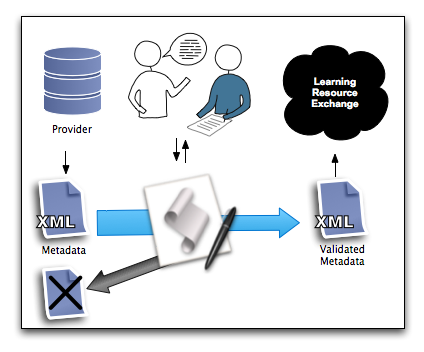 Learning
Resource
Exchange
Provider
XML
XML
Metadata
Validated
Metadata